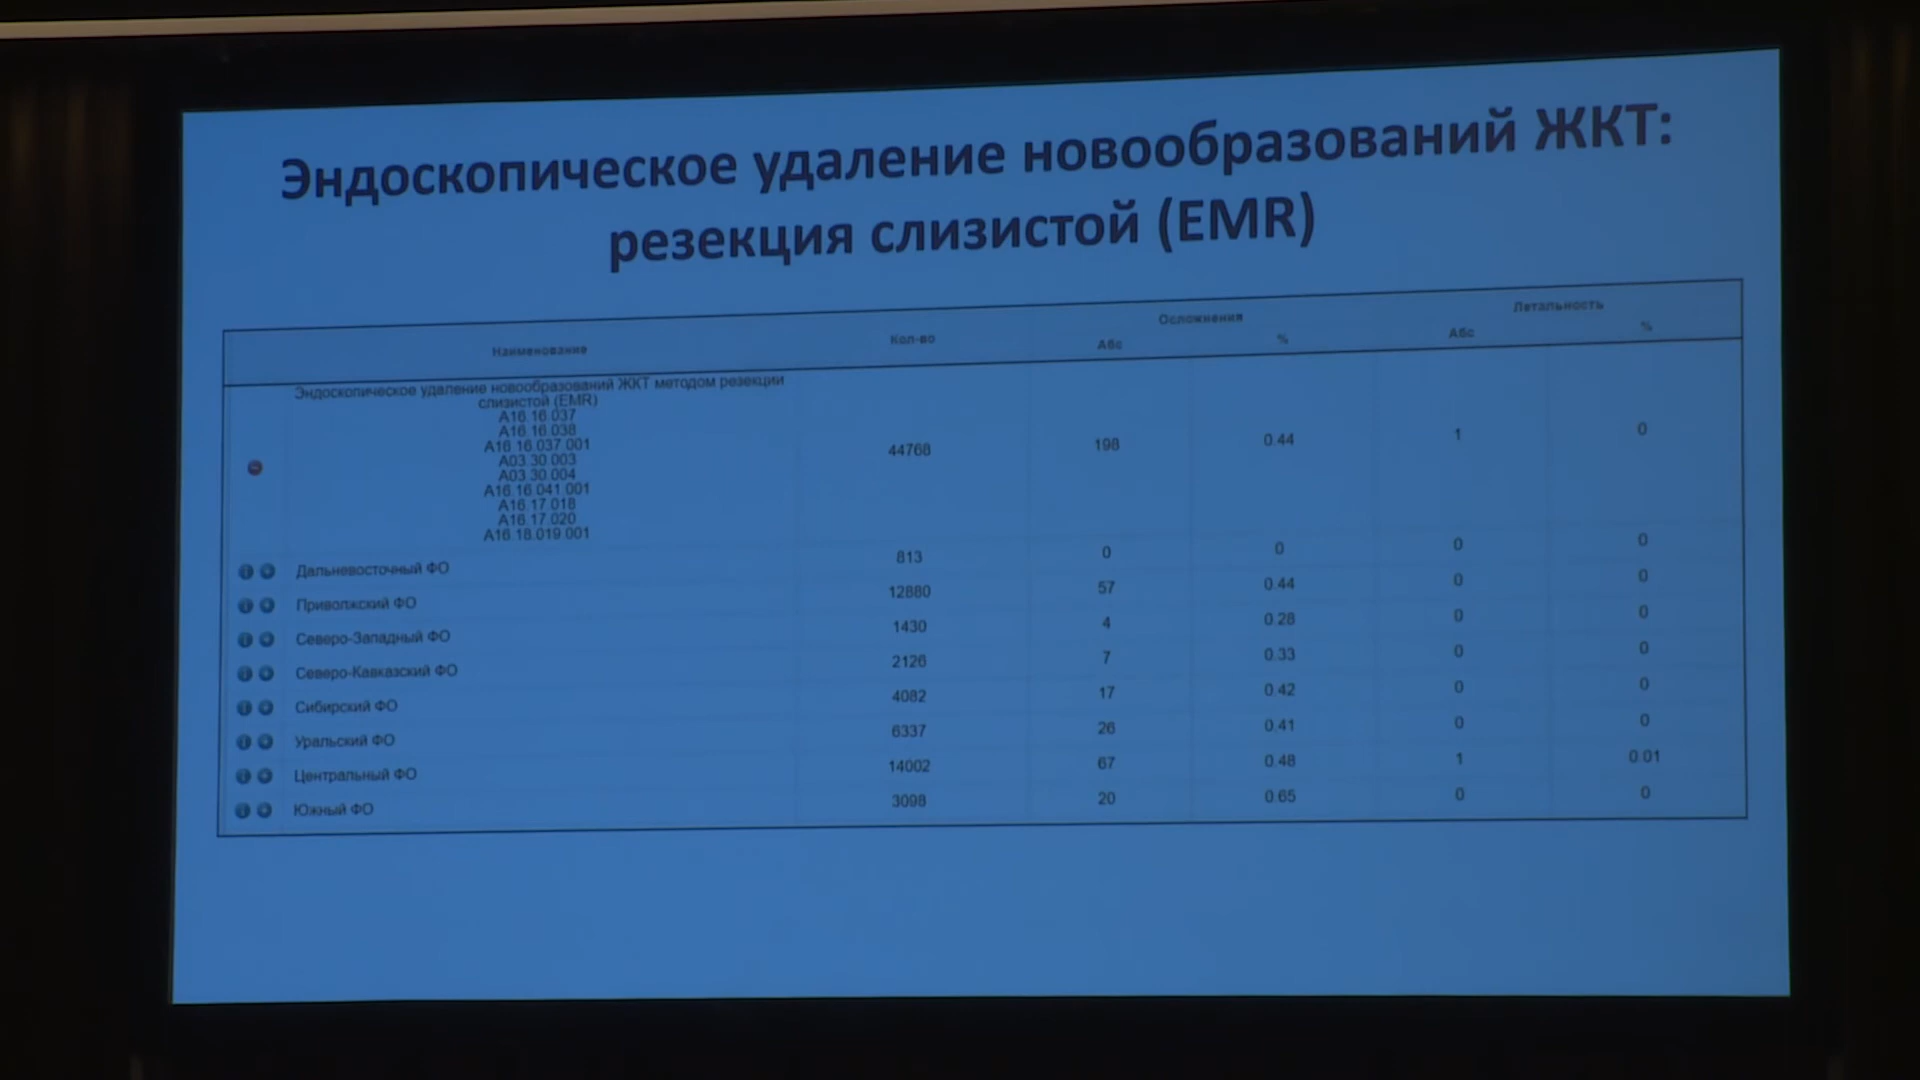 Эндоскопическое удаление новообразований ЖКТ:
резекция слизистой (EMR)
Наименование Кол-во Осложнения Летальность
Абс % Абс %
Эндоскопическое удаление новообразований ЖКТ методом резекции
слизистой (EMR)
A16.16.037
A16.16.038
A16.16.037.001
A03.30.003
A03.30.004
A16.16.041.001
A16.17.018
A16.17.020
A16.18.019.001
44768 198 0.44 1 0
Дальневосточный ФО 813 0 0 0 0
Приволжский ФО 12880 57 0.44 0 0
Северо-Западный ФО 1430 4 0.28 0 0
Северо-Кавказский ФО 2126 7 0.33 0 0
Сибирский ФО 4082 17 0.42 0 0
Уральский ФО 6337 26 0.41 0 0
Центральный ФО 14002 67 0.48 1 0.01
Южный ФО 3098 20 0.65 0 0